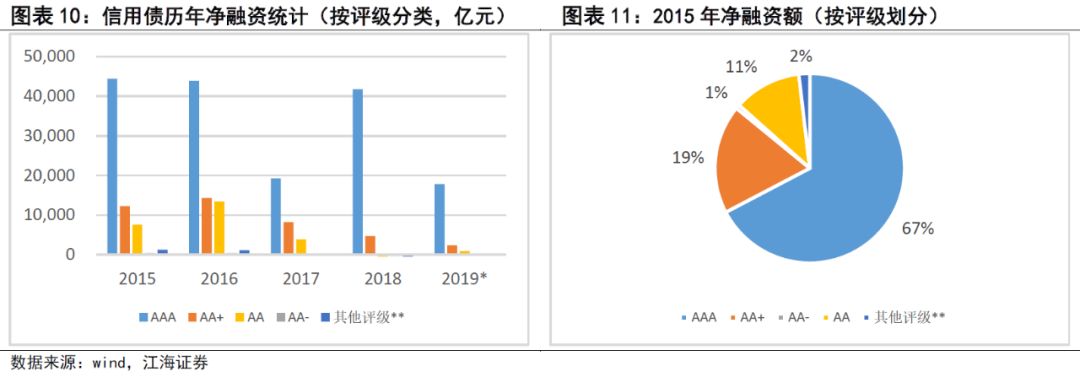 图表 10：信用债历年净融资统计（按评级分类，亿元）
50,000
40,000
30,000
20,000
10,000
0
2015 2016 2017 2018 2019*
AAA AA+ AA AA- 其他评级**
图表 11：2015 年净融资额（按评级划分）
2%
11%
1%
19%
67%
AAA AA+ AA- AA 其他评级**
数据来源：wind，江海证券